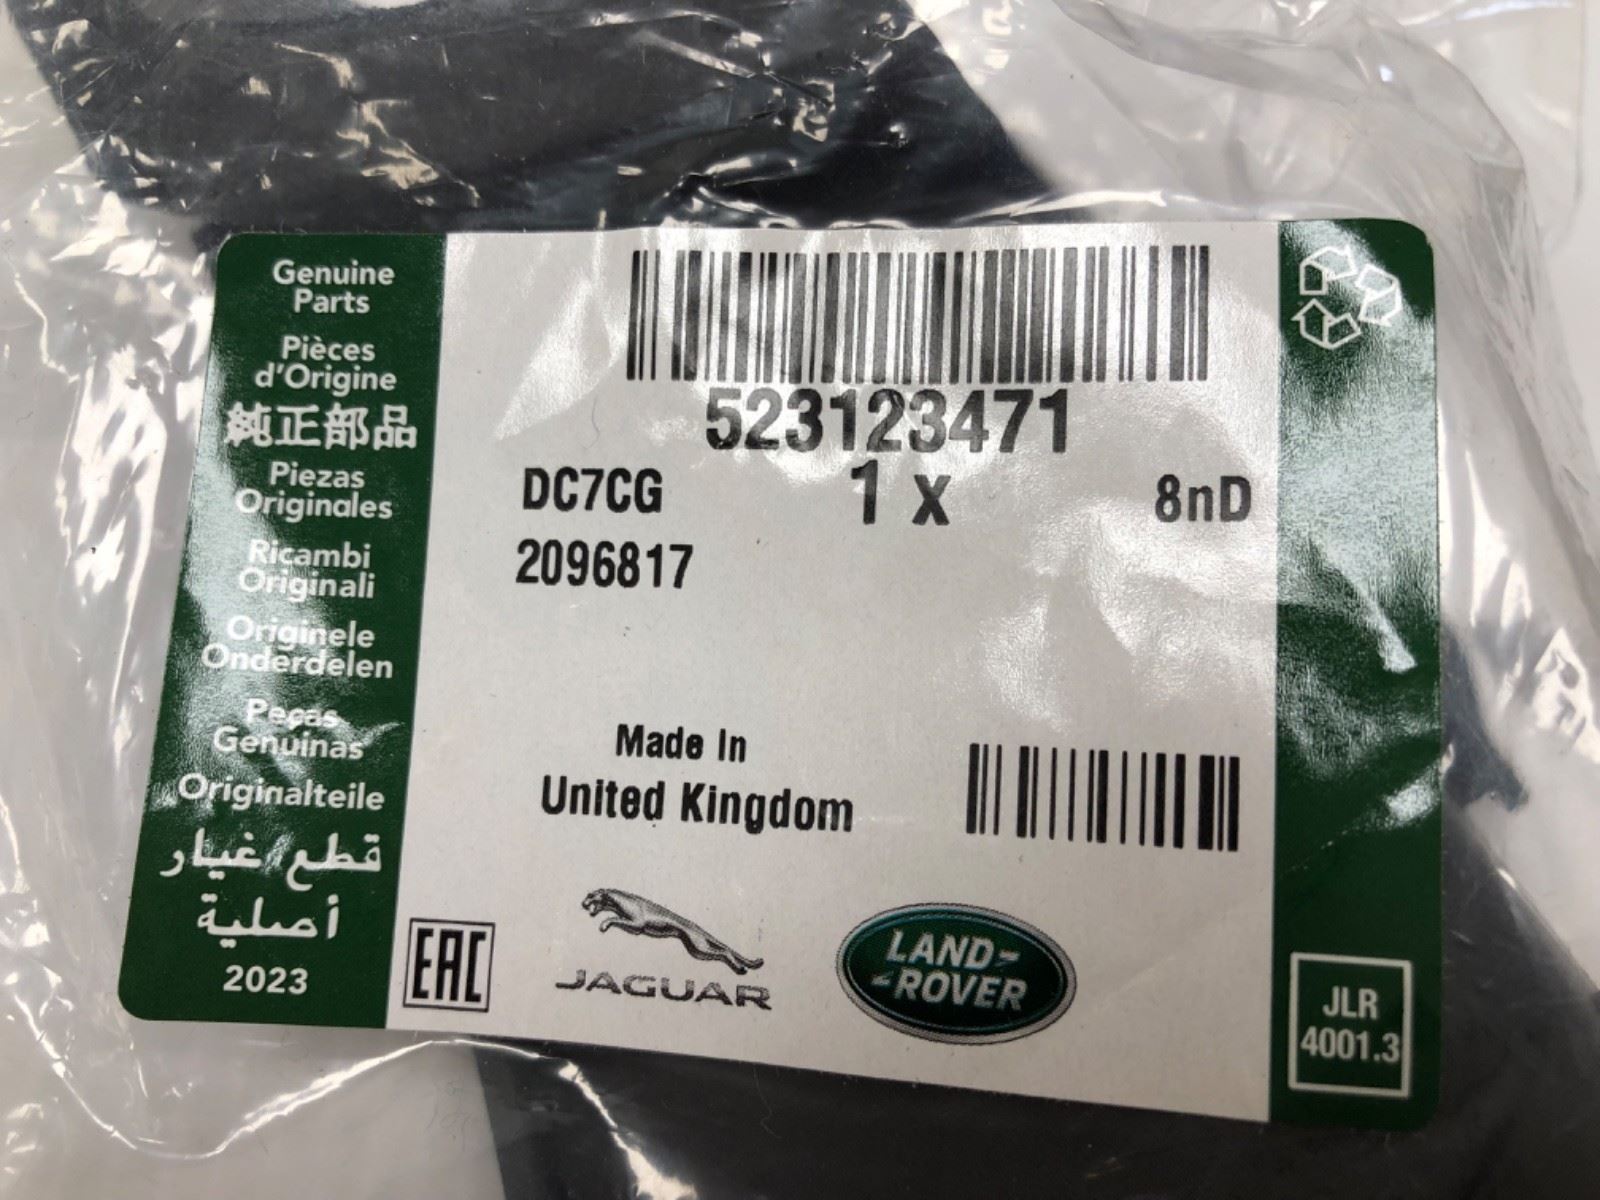 Genuine
Parts
Pièces
d'Origine
純正部品
Piezas
Originales
Ricambi
Originali
Originele
Onderdelen
Peças
Genuínas
Originalteile
قطع غيار
أصلية
2023
523123471
DC7CG 1 X 8nD
2096817
Made In
United Kingdom
EAC
JAGUAR
LAND-
-ROVER
JLR
4001.3